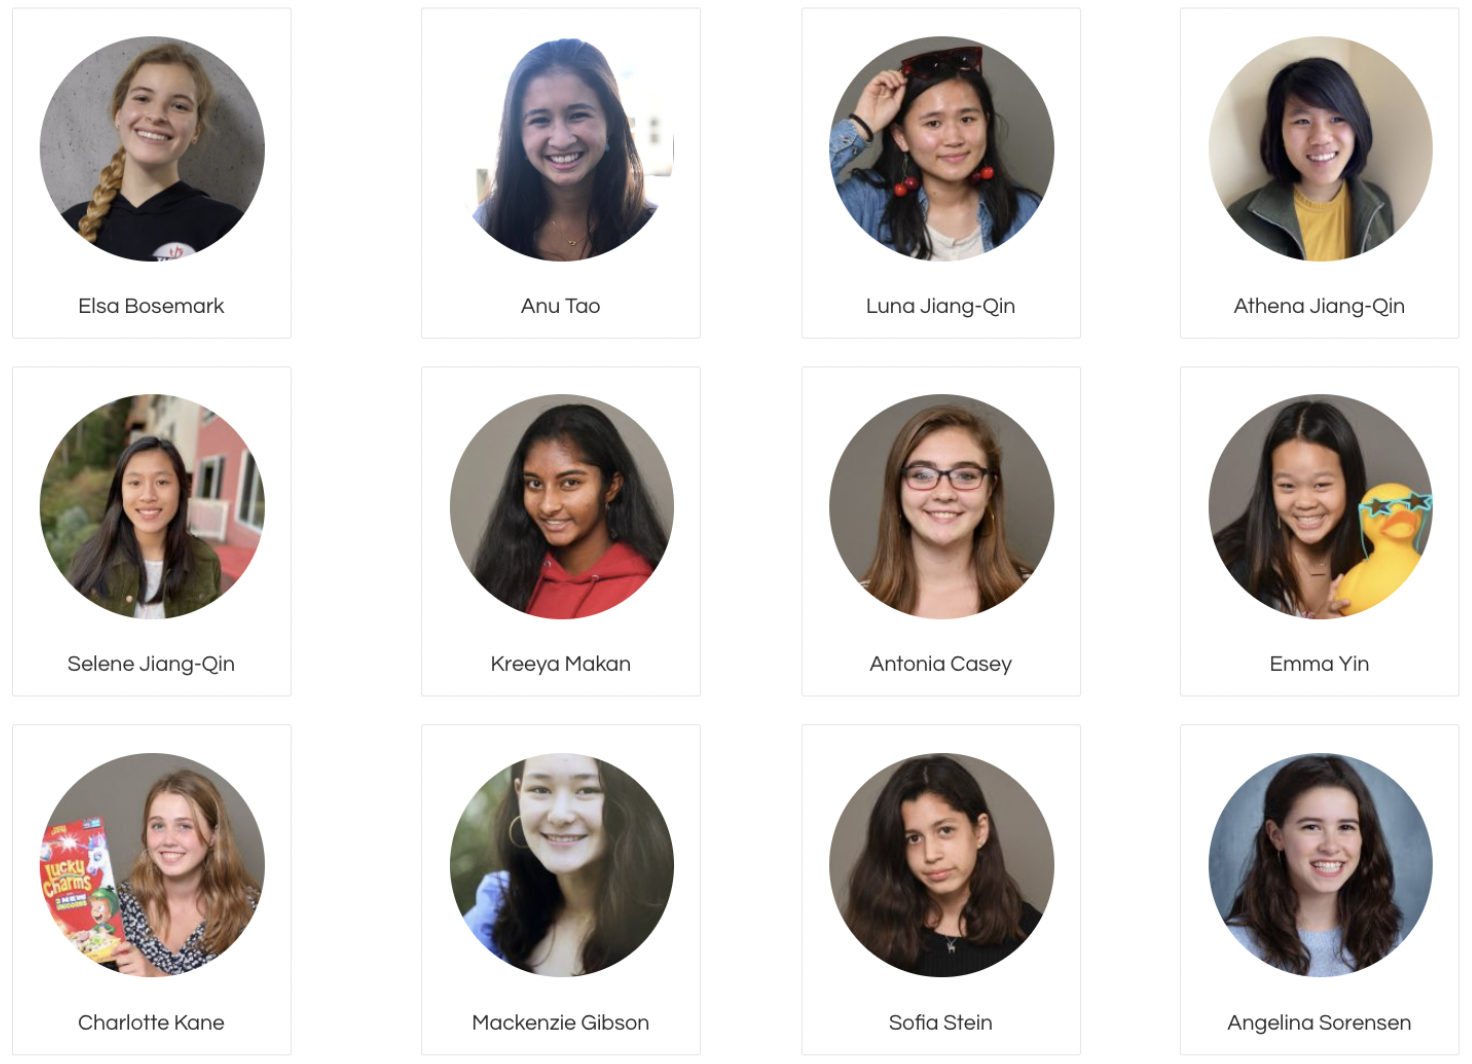 Elsa Bosemark
Anu Tao
Luna Jiang-Qin
Athena Jiang-Qin
Selene Jiang-Qin
Kreeya Makan
Antonia Casey
Emma Yin
Lucky
Charms
Charlotte Kane
Mackenzie Gibson
Sofia Stein
Angelina Sorensen